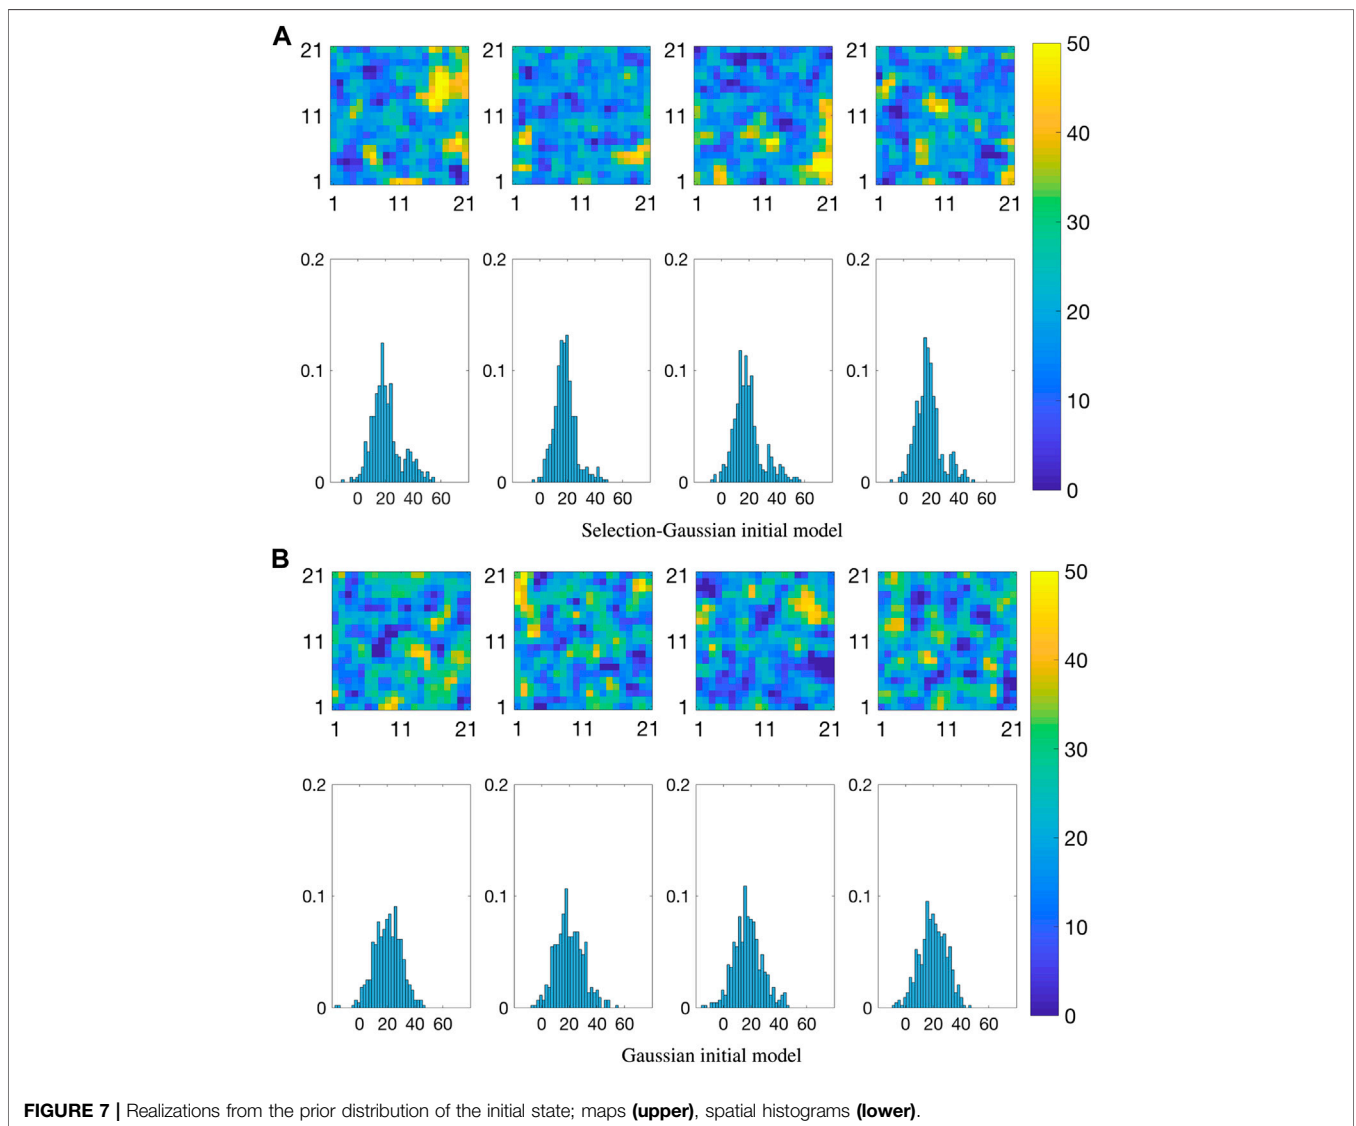 A
21
11
1
1 11 21
21
11
1
1 11 21
21
11
1
1 11 21
21
11
1
1 11 21
50
40
30
20
10
0
0.2
0.1
0
0 20 40 60
0.2
0.1
0
0 20 40 60
0.2
0.1
0
0 20 40 60
0.2
0.1
0
0 20 40 60
Selection-Gaussian initial model
B
21
11
1
1 11 21
21
11
1
1 11 21
21
11
1
1 11 21
21
11
1
1 11 21
50
40
30
20
10
0
0.2
0.1
0
0 20 40 60
0.2
0.1
0
0 20 40 60
0.2
0.1
0
0 20 40 60
0.2
0.1
0
0 20 40 60
Gaussian initial model
FIGURE 7 | Realizations from the prior distribution of the initial state; maps (upper), spatial histograms (lower).